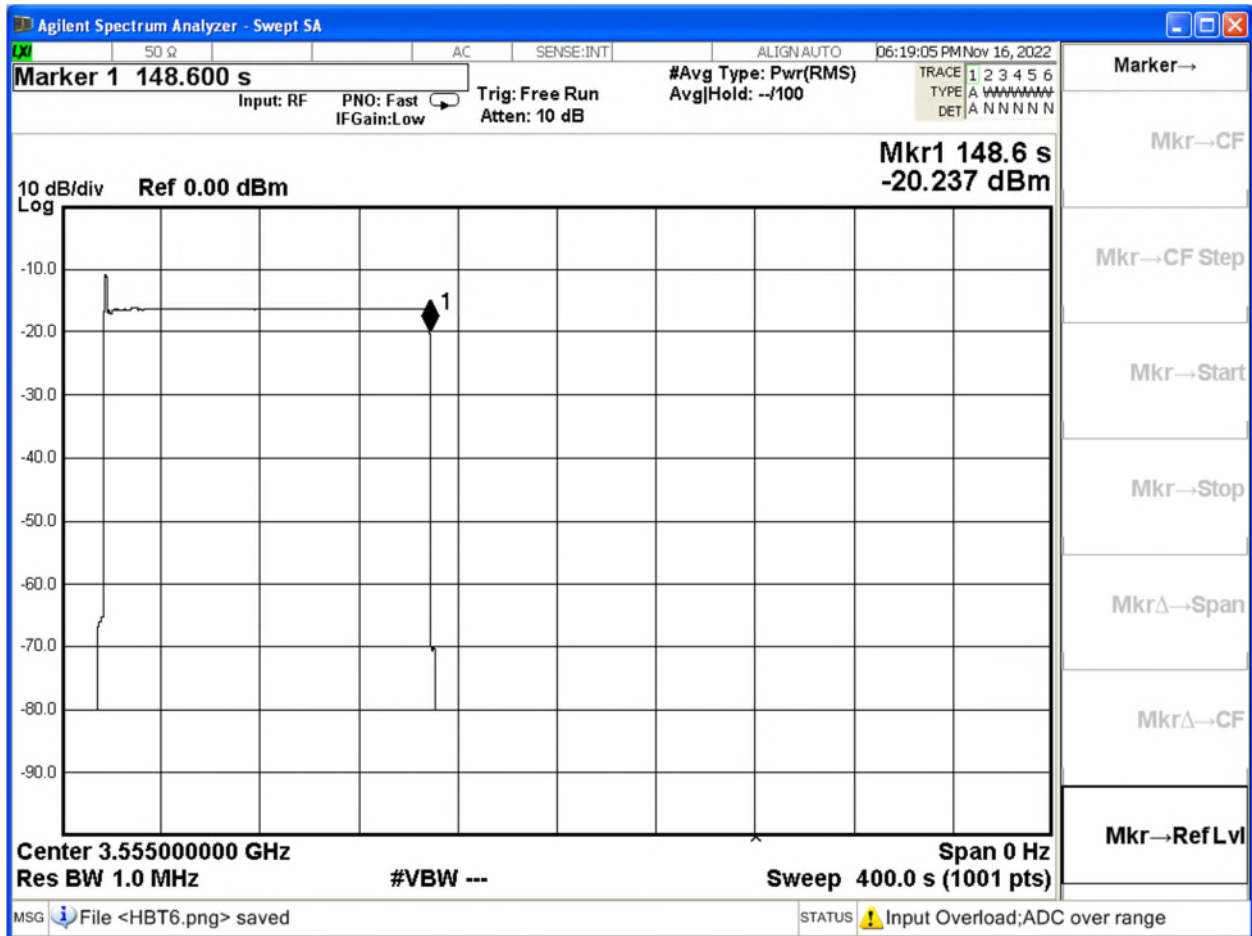 Agilent Spectrum Analyzer - Swept SA
LXI 50 Ω AC SENSE:INT ALIGN AUTO 06:19:05 PM Nov 16, 2022
Marker 1 148.600 s
Input: RF PNO: Fast Trig: Free Run
IFGain:Low Atten: 10 dB
#Avg Type: Pwr(RMS)
Avg|Hold: --/100
TRACE 1 2 3 4 5 6
TYPE A WWWWW
DET A N N N N N
Mkr1 148.6 s
-20.237 dBm
10 dB/div Ref 0.00 dBm
Log
-10.0
-20.0
-30.0
-40.0
-50.0
-60.0
-70.0
-80.0
-90.0
1
Center 3.555000000 GHz Span 0 Hz
Res BW 1.0 MHz #VBW --- Sweep 400.0 s (1001 pts)
MSG File <HBT6.png> saved STATUS Input Overload;ADC over range
Marker→
Mkr→CF
Mkr→CF Step
Mkr→Start
Mkr→Stop
MkrΔ→Span
MkrΔ→CF
Mkr→Ref Lvl